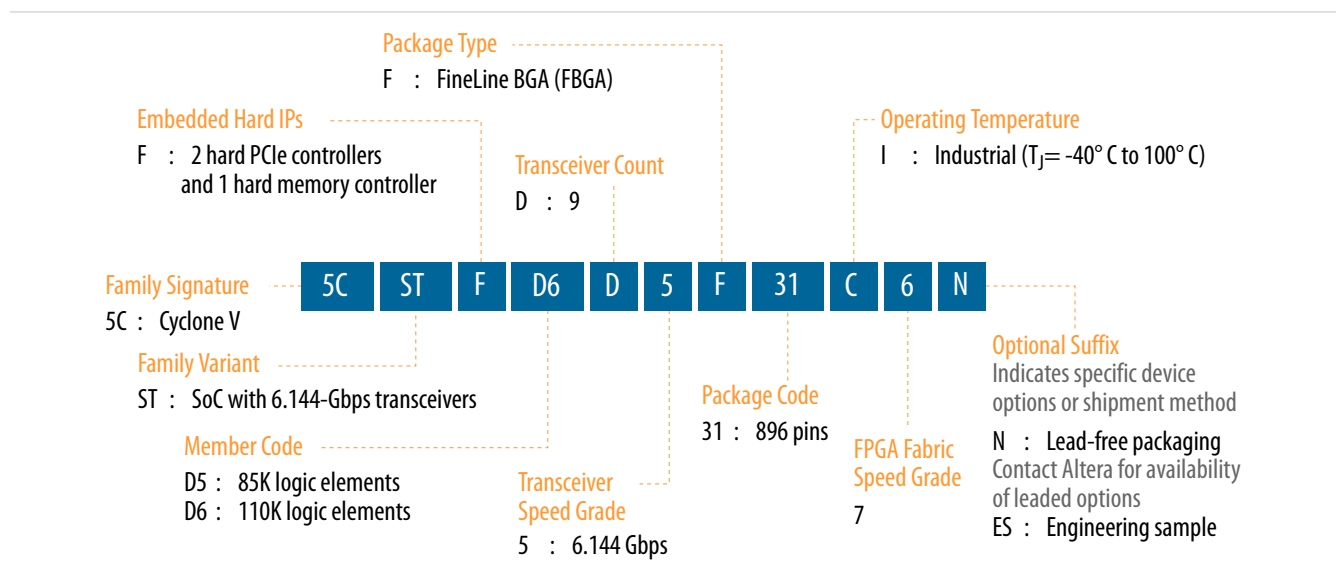 Package Type
F : FineLine BGA (FBGA)
Embedded Hard IPs
F : 2 hard PCIe controllers
and 1 hard memory controller
Transceiver Count
D : 9
Operating Temperature
I : Industrial (TJ= -40° C to 100° C)
5C ST F D6 D 5 F 31 C 6 N
Family Signature
5C : Cyclone V
Family Variant
ST : SoC with 6.144-Gbps transceivers
Member Code
D5 : 85K logic elements
D6 : 110K logic elements
Transceiver
Speed Grade
5 : 6.144 Gbps
Package Code
31 : 896 pins
FPGA Fabric
Speed Grade
7
Optional Suffix
Indicates specific device
options or shipment method
N : Lead-free packaging
Contact Altera for availability
of leaded options
ES : Engineering sample